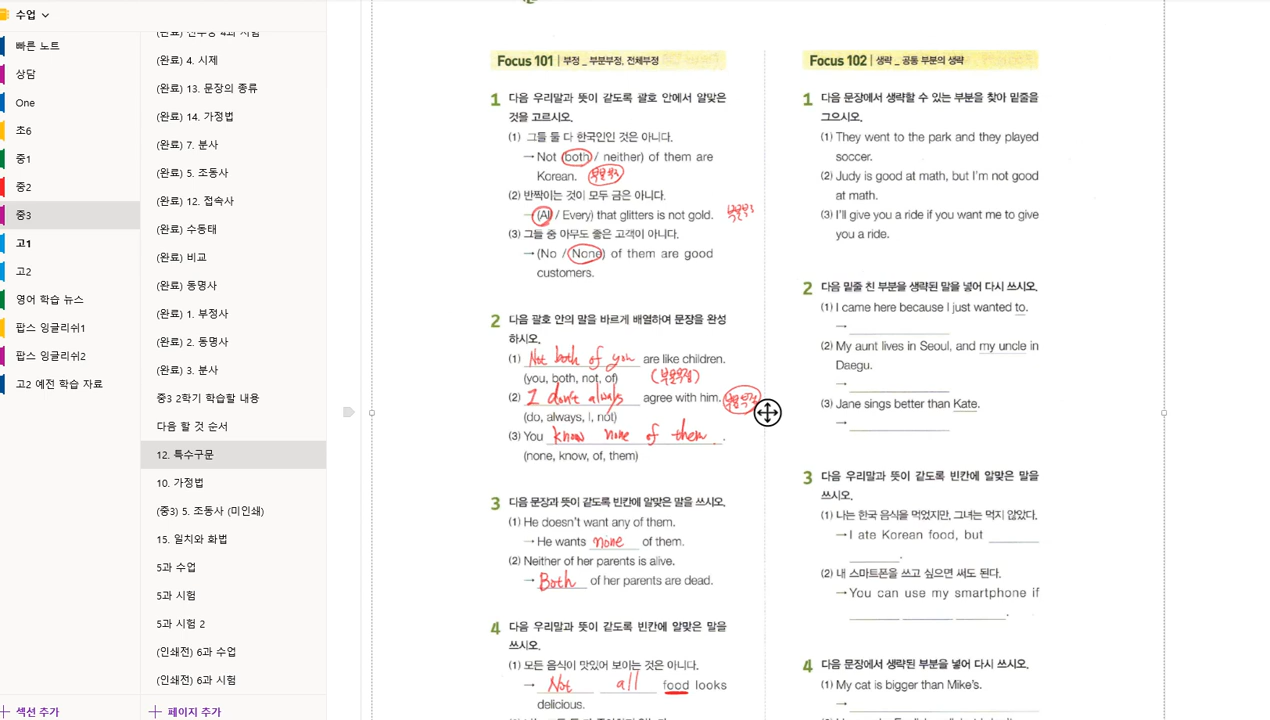 수업
빠른 노트
상담
One
초6
중1
중2
중3
고1
고2
영어 학습 뉴스
팝스 잉글리쉬1
팝스 잉글리쉬2
고2 예전 학습 자료
섹션 추가
(완료) 4. 시제
(완료) 13. 문장의 종류
(완료) 14. 가정법
(완료) 7. 분사
(완료) 5. 조동사
(완료) 12. 접속사
(완료) 수동태
(완료) 비교
(완료) 동명사
(완료) 1. 부정사
(완료) 2. 동명사
(완료) 3. 분사
중3 2학기 학습할 내용
다음 할 것 순서
12. 특수구문
10. 가정법
(중3) 5. 조동사 (미인쇄)
15. 일치와 화법
5과 수업
5과 시험
5과 시험 2
(인쇄전) 6과 수업
(인쇄전) 6과 시험
페이지 추가
Focus 101 | 부정 _ 부분부정, 전체부정
1 다음 우리말과 뜻이 같도록 괄호 안에서 알맞은
것을 고르시오.
(1) 그들 둘 다 한국인인 것은 아니다.
→ Not (both / neither) of them are
Korean. 부분부정
(2) 반짝이는 것이 모두 금은 아니다.
→ (All / Every) that glitters is not gold. 부분부정
(3) 그들 중 아무도 좋은 고객이 아니다.
→ (No / None) of them are good
customers.
2 다음 괄호 안의 말을 바르게 배열하여 문장을 완성
하시오.
(1) Not both of you are like children.
(you, both, not, of) (부분부정)
(2) I don't always agree with him. 부분부정
(do, always, I, not)
(3) You know none of them.
(none, know, of, them)
3 다음 문장과 뜻이 같도록 빈칸에 알맞은 말을 쓰시오.
(1) He doesn't want any of them.
→ He wants none of them.
(2) Neither of her parents is alive.
→ Both of her parents are dead.
4 다음 우리말과 뜻이 같도록 빈칸에 알맞은 말을
쓰시오.
(1) 모든 음식이 맛있어 보이는 것은 아니다.
→ Not all food looks
delicious.
Focus 102 | 생략 _ 공통 부분의 생략
1 다음 문장에서 생략할 수 있는 부분을 찾아 밑줄을
그으시오.
(1) They went to the park and they played
soccer.
(2) Judy is good at math, but I'm not good
at math.
(3) I'll give you a ride if you want me to give
you a ride.
2 다음 밑줄 친 부분을 생략된 말을 넣어 다시 쓰시오.
(1) I came here because I just wanted to.
→
(2) My aunt lives in Seoul, and my uncle in
Daegu.
→
(3) Jane sings better than Kate.
→
3 다음 우리말과 뜻이 같도록 빈칸에 알맞은 말을
쓰시오.
(1) 나는 한국 음식을 먹었지만, 그녀는 먹지 않았다.
→ I ate Korean food, but
.
(2) 내 스마트폰을 쓰고 싶으면 써도 된다.
→ You can use my smartphone if
.
4 다음 문장에서 생략된 부분을 넣어 다시 쓰시오.
(1) My cat is bigger than Mike's.
→